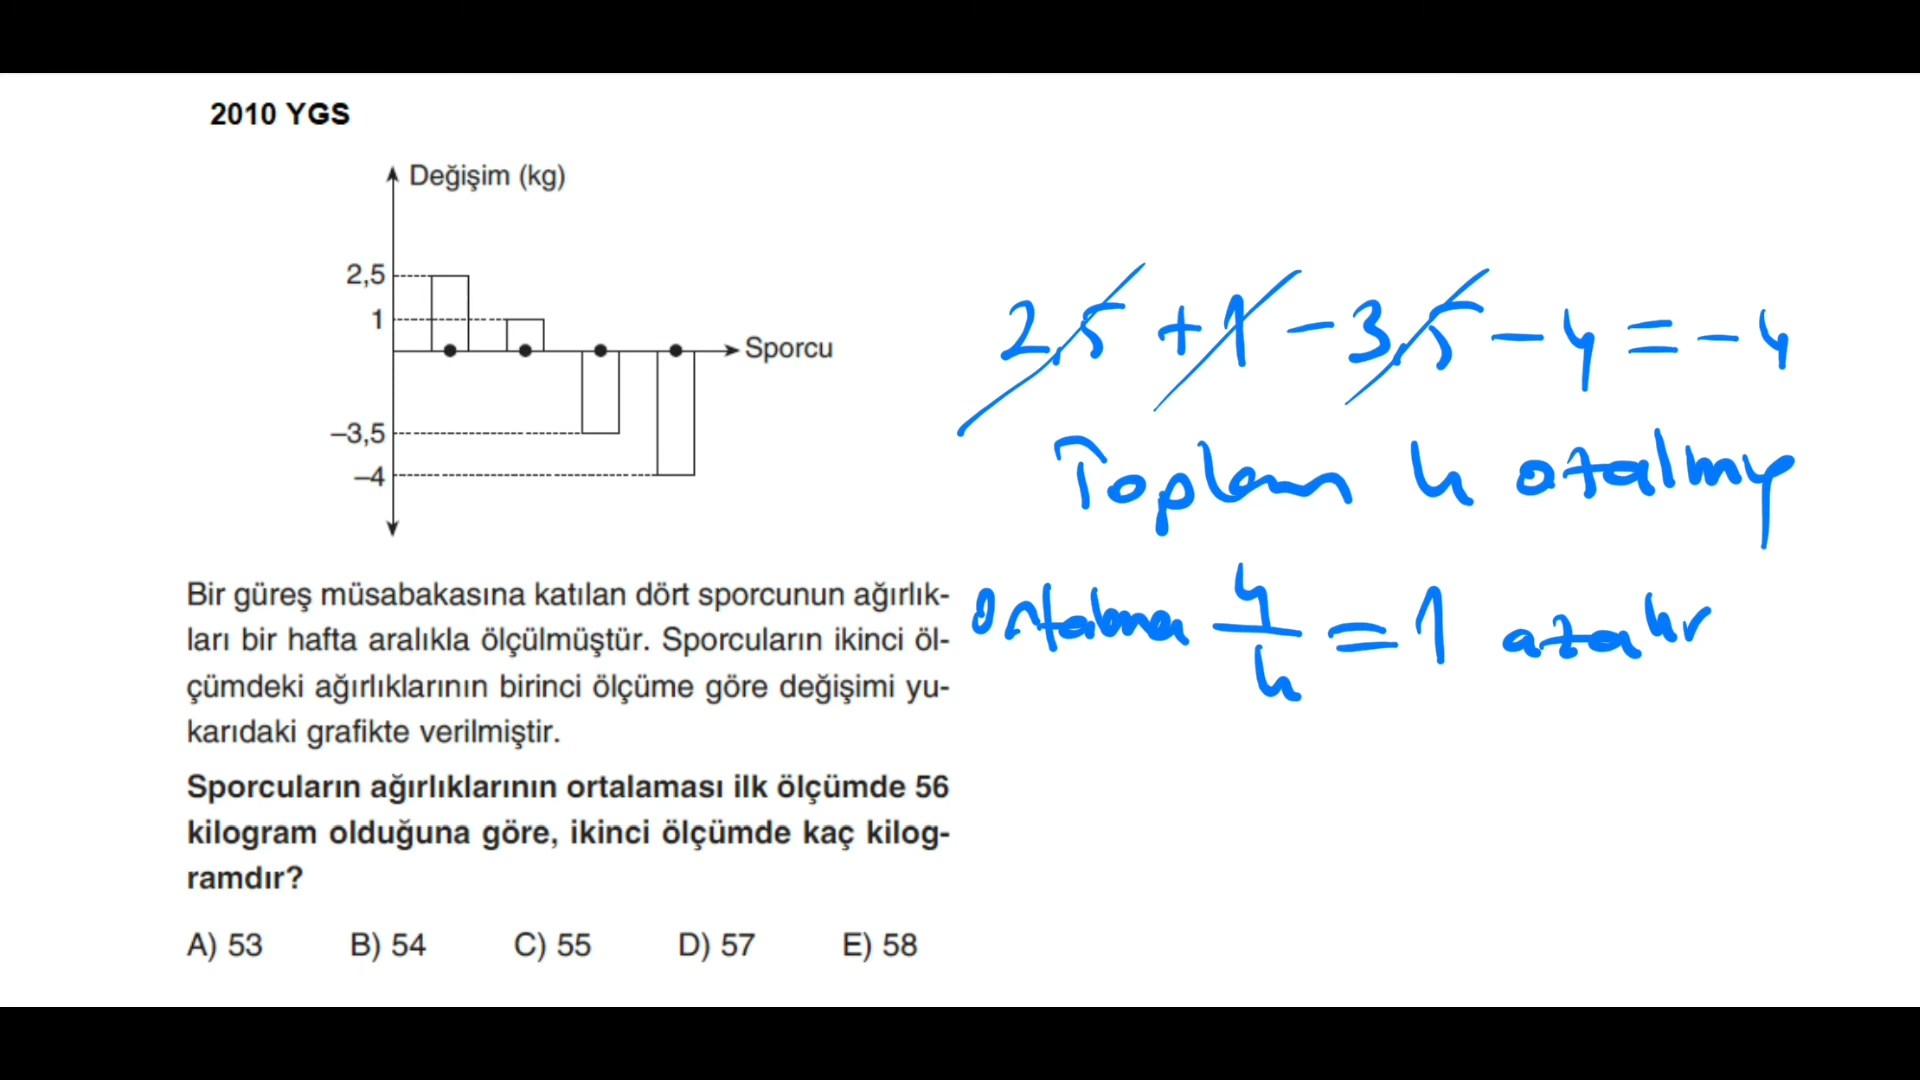 2010 YGS
Değişim (kg)
2,5
1
Sporcu
–3,5
–4
Bir güreş müsabakasına katılan dört sporcunun ağırlık-
ları bir hafta aralıkla ölçülmüştür. Sporcuların ikinci öl-
çümdeki ağırlıklarının birinci ölçüme göre değişimi yu-
karıdaki grafikte verilmiştir.
Sporcuların ağırlıklarının ortalaması ilk ölçümde 56
kilogram olduğuna göre, ikinci ölçümde kaç kilog-
ramdır?
A) 53 B) 54 C) 55 D) 57 E) 58
2,5 + 1 - 3,5 - 4 = - 4
Toplam 4
ortalama 4/4 = 1 azalır